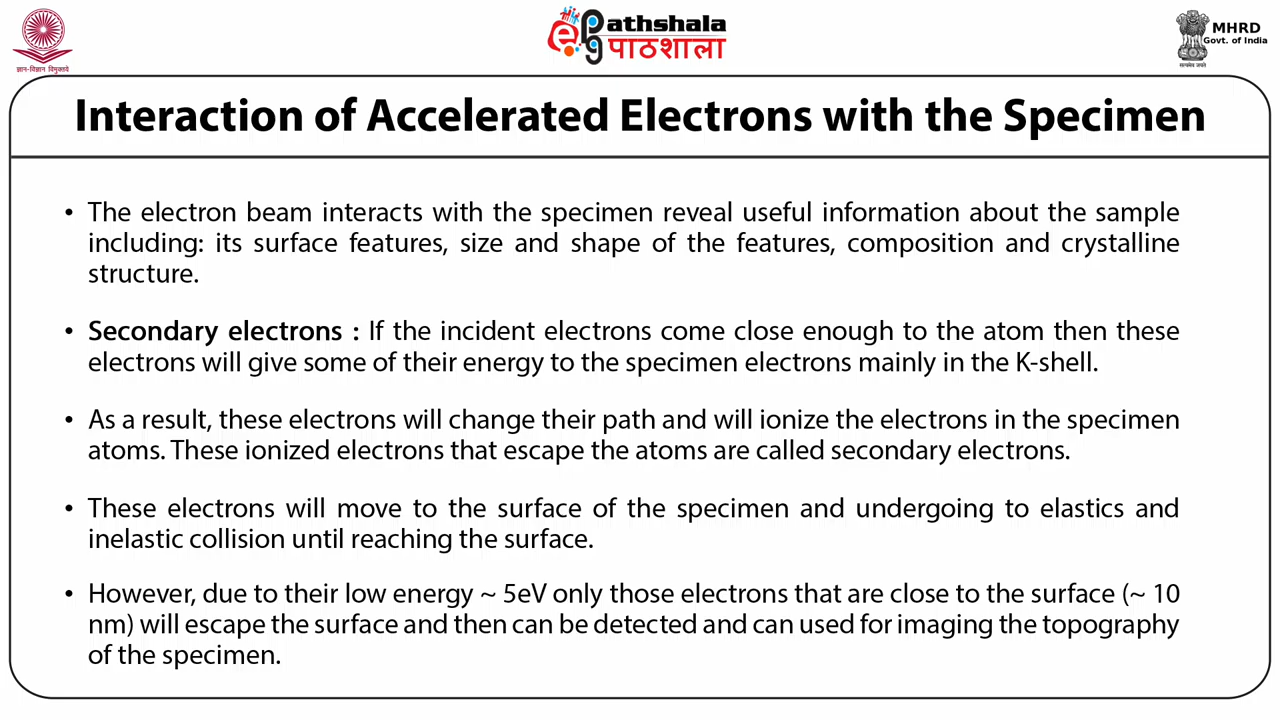 ज्ञान-विज्ञान विमुक्तये
ePathshala
पाठशाला
MHRD
Govt. of India
सत्यमेव जयते
Interaction of Accelerated Electrons with the Specimen
• The electron beam interacts with the specimen reveal useful information about the sample
including: its surface features, size and shape of the features, composition and crystalline
structure.
• Secondary electrons : If the incident electrons come close enough to the atom then these
electrons will give some of their energy to the specimen electrons mainly in the K-shell.
• As a result, these electrons will change their path and will ionize the electrons in the specimen
atoms. These ionized electrons that escape the atoms are called secondary electrons.
• These electrons will move to the surface of the specimen and undergoing to elastics and
inelastic collision until reaching the surface.
• However, due to their low energy ~ 5eV only those electrons that are close to the surface (~ 10
nm) will escape the surface and then can be detected and can used for imaging the topography
of the specimen.